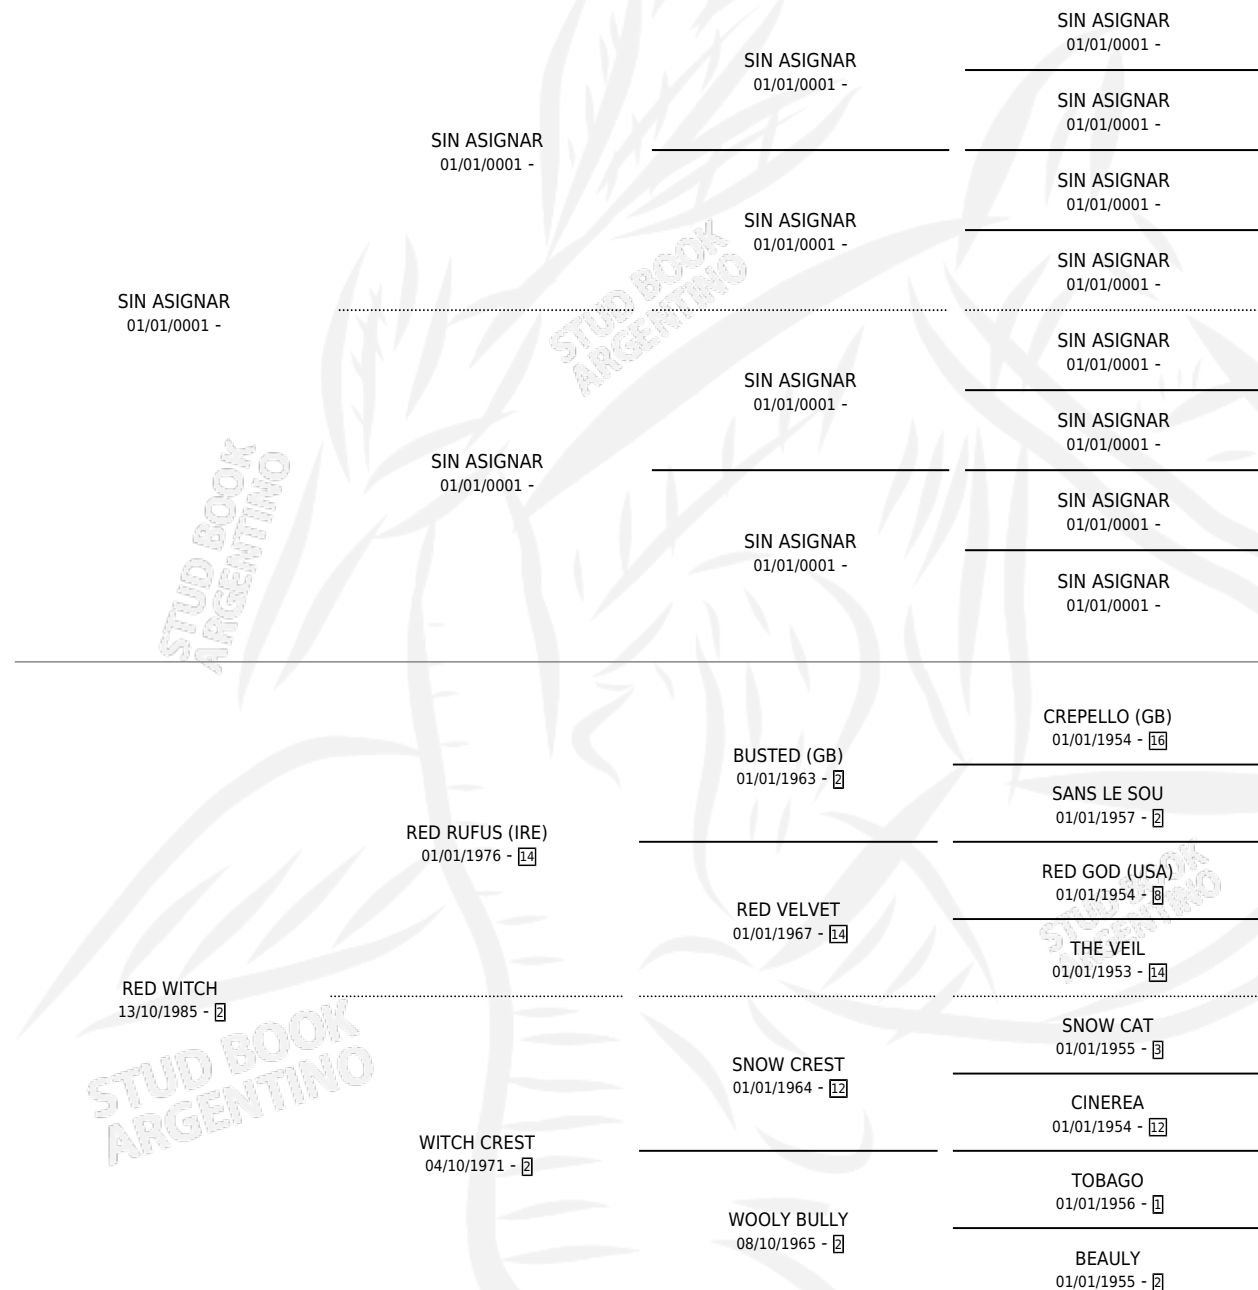 SIN ASIGNAR
01/01/0001 -
SIN ASIGNAR
01/01/0001 -
SIN ASIGNAR
01/01/0001 -
SIN ASIGNAR
01/01/0001 -
SIN ASIGNAR
01/01/0001 -
SIN ASIGNAR
01/01/0001 -
SIN ASIGNAR
01/01/0001 -
SIN ASIGNAR
01/01/0001 -
SIN ASIGNAR
01/01/0001 -
SIN ASIGNAR
01/01/0001 -
SIN ASIGNAR
01/01/0001 -
SIN ASIGNAR
01/01/0001 -
SIN ASIGNAR
01/01/0001 -
SIN ASIGNAR
01/01/0001 -
SIN ASIGNAR
01/01/0001 -
STUD BOOK
ARGENTINO
STUD BOOK
ARGENTINO
RED WITCH
13/10/1985 - 2
RED RUFUS (IRE)
01/01/1976 - 14
WITCH CREST
04/10/1971 - 2
BUSTED (GB)
01/01/1963 - 2
RED VELVET
01/01/1967 - 14
SNOW CREST
01/01/1964 - 12
WOOLY BULLY
08/10/1965 - 2
CREPELLO (GB)
01/01/1954 - 16
SANS LE SOU
01/01/1957 - 2
RED GOD (USA)
01/01/1954 - 8
THE VEIL
01/01/1953 - 14
SNOW CAT
01/01/1955 - 3
CINEREA
01/01/1954 - 12
TOBAGO
01/01/1956 - 1
BEAULY
01/01/1955 - 2
STUD BOOK
ARGENTINO
STUD BOOK
ARGENTINO